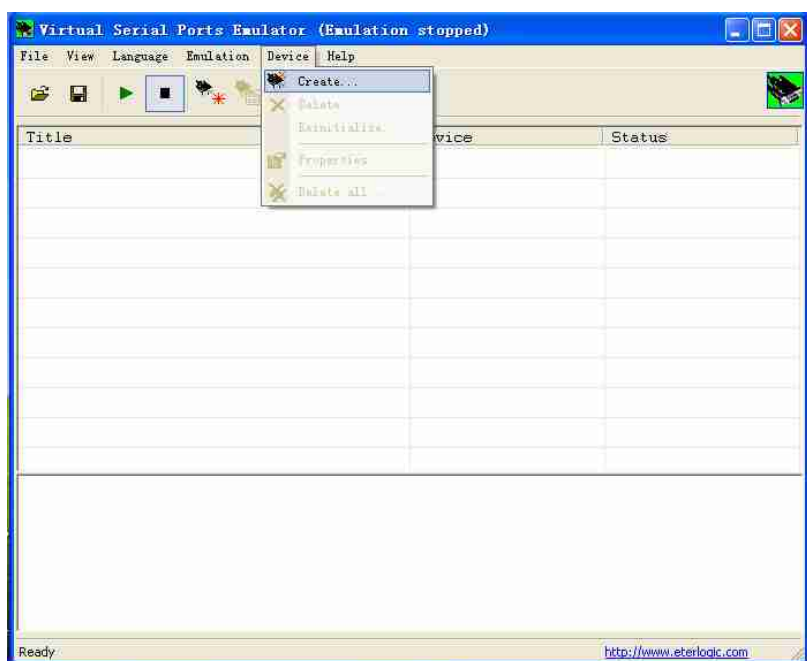 Virtual Serial Ports Emulator (Emulation stopped)
File View Language Emulation Device Help
Create...
Delete
Reinitialize
Title vice Status
Properties
Delete all ...
Ready http://www.eterlogic.com